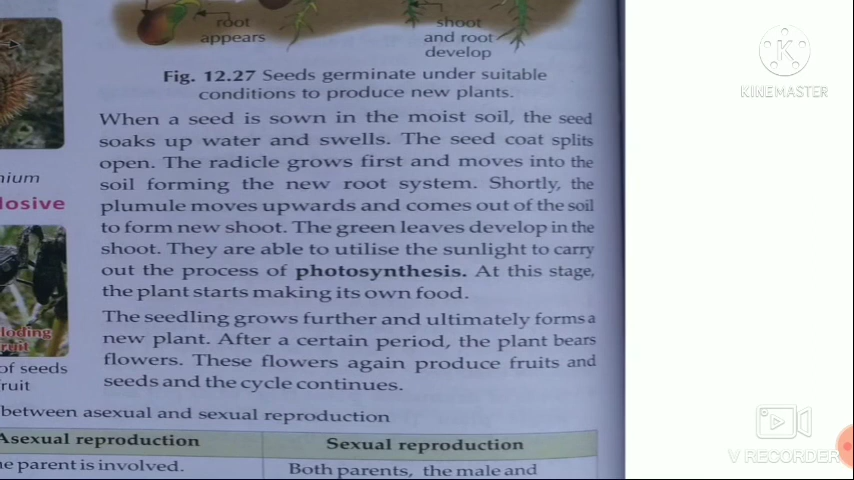 root
appears
shoot
and root
develop
Fig. 12.27 Seeds germinate under suitable
conditions to produce new plants.
When a seed is sown in the moist soil, the seed
soaks up water and swells. The seed coat splits
open. The radicle grows first and moves into the
soil forming the new root system. Shortly, the
plumule moves upwards and comes out of the soil
to form new shoot. The green leaves develop in the
shoot. They are able to utilise the sunlight to carry
out the process of photosynthesis. At this stage,
the plant starts making its own food.
The seedling grows further and ultimately forms a
new plant. After a certain period, the plant bears
flowers. These flowers again produce fruits and
seeds and the cycle continues.
nium
losive
loding
ruit
of seeds
ruit
between asexual and sexual reproduction
Asexual reproduction
Sexual reproduction
ne parent is involved.
Both parents, the male and
KINEMASTER
V RECORDER